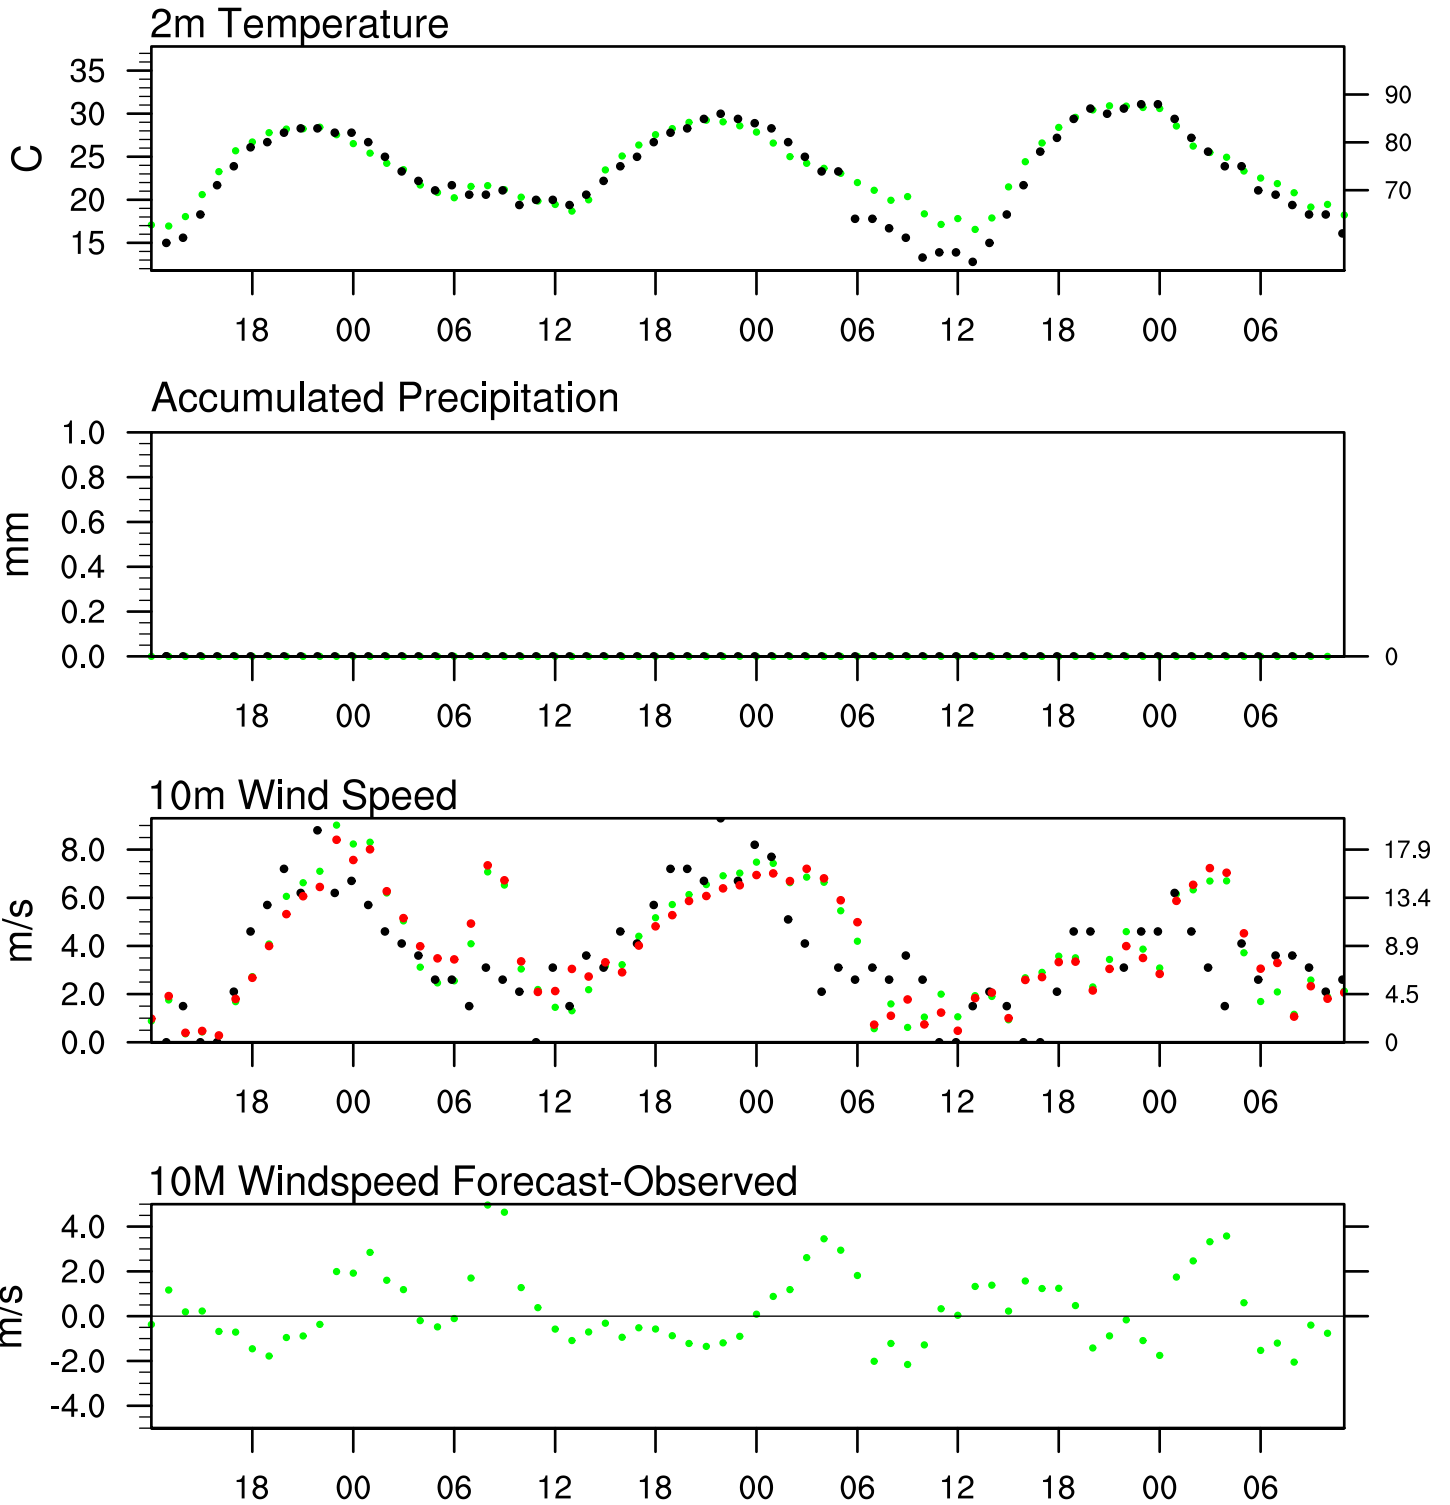 2m Temperature
35
30
25
20
15
C
90
80
70
18 00 06 12 18 00 06 12 18 00 06
Accumulated Precipitation
1.0
0.8
0.6
0.4
0.2
0.0
mm
0
18 00 06 12 18 00 06 12 18 00 06
10m Wind Speed
8.0
6.0
4.0
2.0
0.0
m/s
17.9
13.4
8.9
4.5
0
18 00 06 12 18 00 06 12 18 00 06
10M Windspeed Forecast-Observed
4.0
2.0
0.0
-2.0
-4.0
m/s
18 00 06 12 18 00 06 12 18 00 06